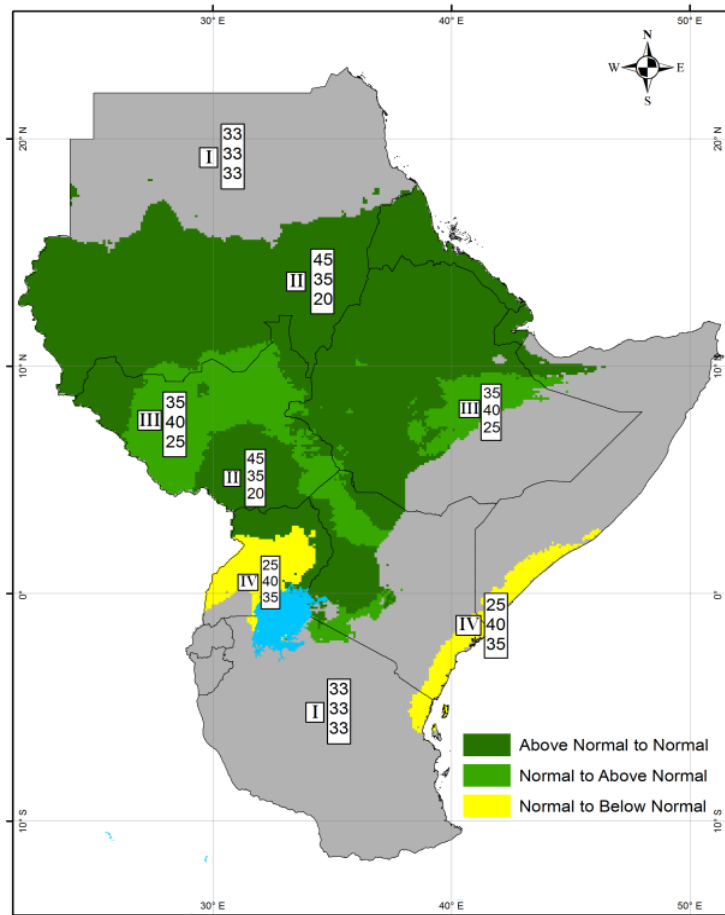 30° E 40° E 50° E
N
W E
S
20° N 20° N
I
33
33
33
II
45
35
20
10°N 10°N
III
35
40
25
III
35
40
25
II
45
35
20
0° 0°
IV
25
40
35
IV
25
40
35
I
33
33
33
Above Normal to Normal
Normal to Above Normal
Normal to Below Normal
10°S 10°S
30° E 40° E 50° E